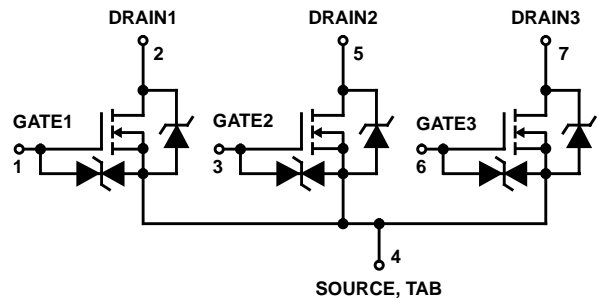 DRAIN1 DRAIN2 DRAIN3
2 5 7
GATE1 GATE2 GATE3
1 3 6
4
SOURCE, TAB